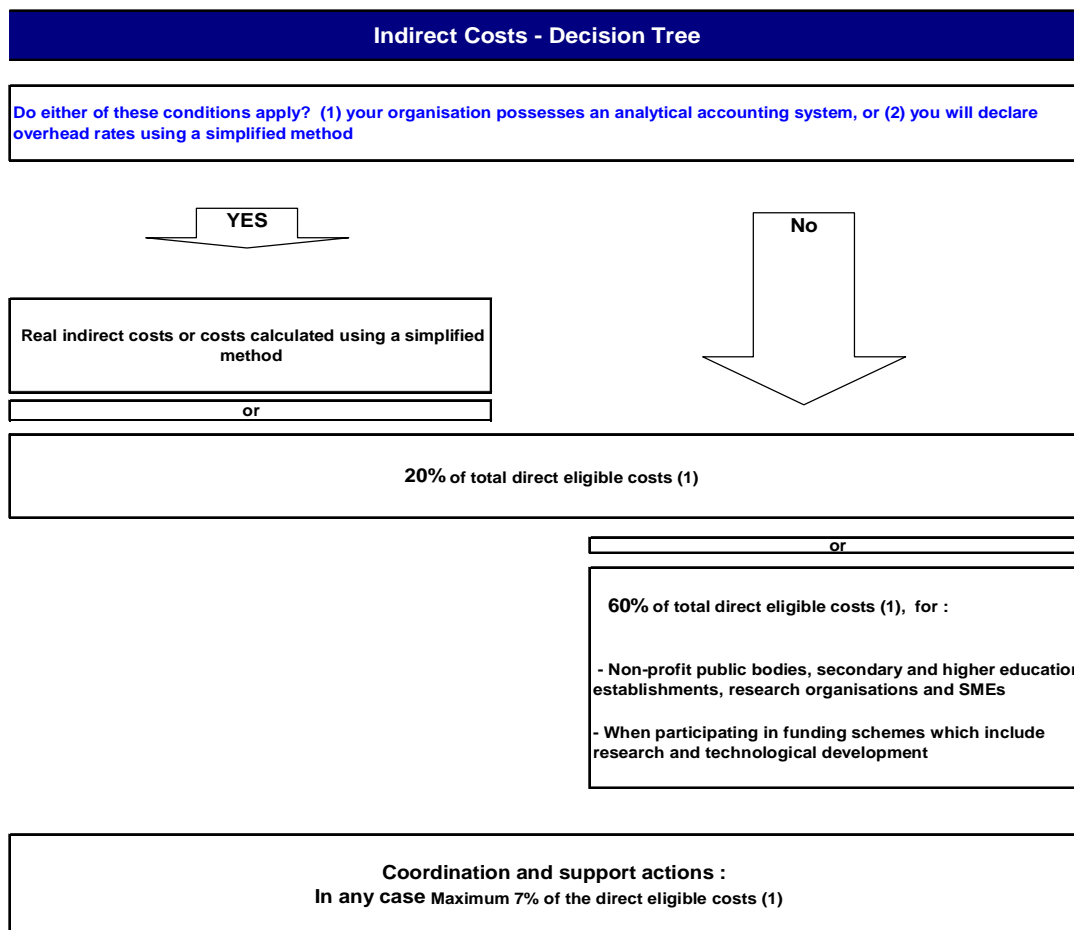 Indirect Costs - Decision Tree
Do either of these conditions apply?  (1) your organisation possesses an analytical accounting system, or (2) you will declare
overhead rates using a simplified method
YES
No
Real indirect costs or costs calculated using a simplified
method
or
20% of total direct eligible costs (1)
or
60% of total direct eligible costs (1),  for :
- Non-profit public bodies, secondary and higher education
establishments, research organisations and SMEs
- When participating in funding schemes which include
research and technological development
Coordination and support actions :
In any case Maximum 7% of the direct eligible costs (1)